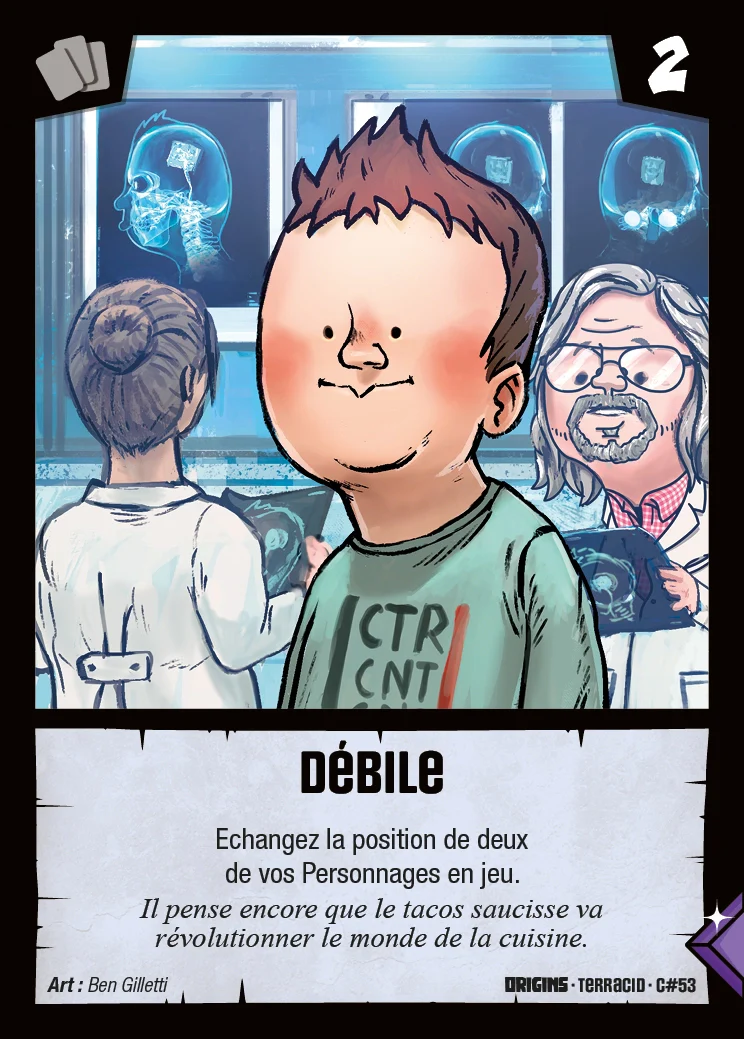 2
CTR
CNT
DÉBILE
Echangez la position de deux
de vos Personnages en jeu.
Il pense encore que le tacos saucisse va
révolutionner le monde de la cuisine.
Art : Ben Gilletti
ORIGINS · TERRACID · C#53